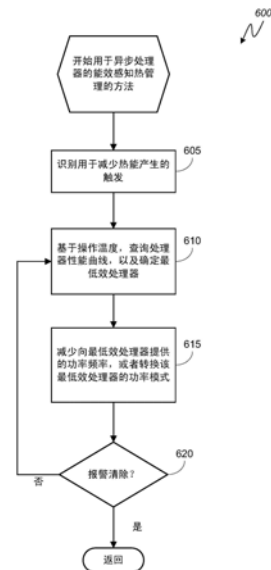 600
开始用于异步处理
器的能效感知热管
理的方法
识别用于减少热能产生的
触发
605
基于操作温度，查询处理
器性能曲线，以及确定最
低效处理器
610
减少向最低效处理器提供
的功率频率，或者转换该
最低效处理器的功率模式
615
报警清除？
620
否
是
返回